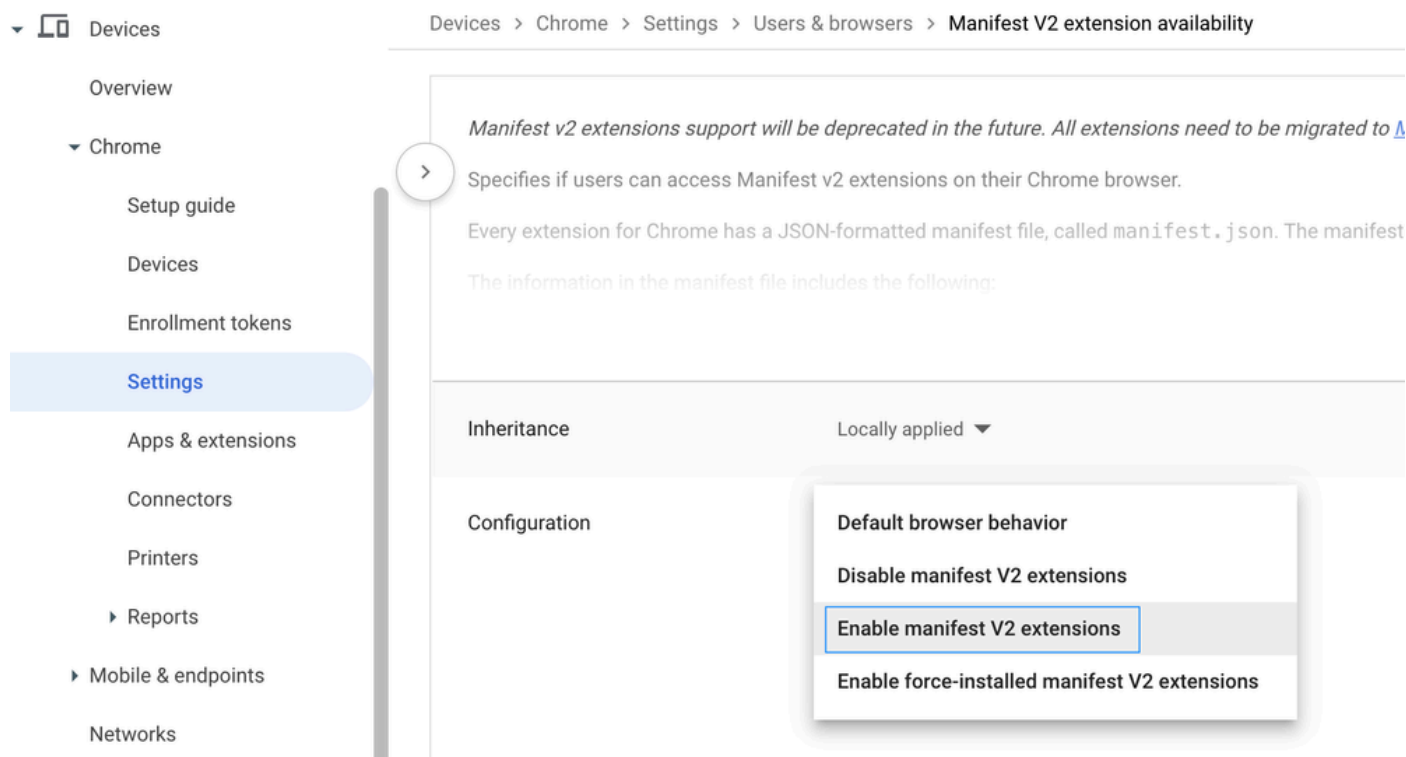 Devices
Overview
Chrome
Setup guide
Devices
Enrollment tokens
Settings
Apps & extensions
Connectors
Printers
Reports
Mobile & endpoints
Networks
Devices > Chrome > Settings > Users & browsers > Manifest V2 extension availability
Manifest v2 extensions support will be deprecated in the future. All extensions need to be migrated to
Specifies if users can access Manifest v2 extensions on their Chrome browser.
Every extension for Chrome has a JSON-formatted manifest file, called manifest.json. The manifest
The information in the manifest file includes the following:
Inheritance
Locally applied
Configuration
Default browser behavior
Disable manifest V2 extensions
Enable manifest V2 extensions
Enable force-installed manifest V2 extensions